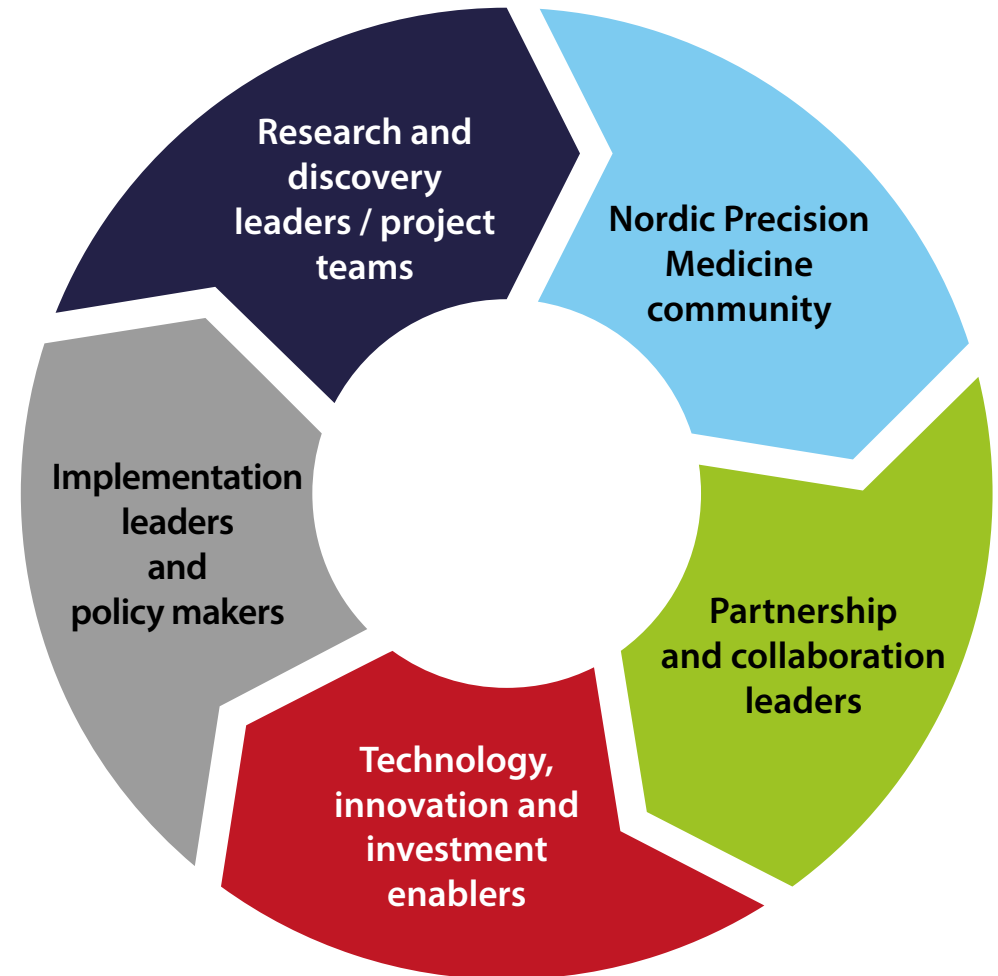 Research and
discovery
leaders / project
teams
Nordic Precision
Medicine
community
Partnership
and collaboration
leaders
Technology,
innovation and
investment
enablers
Implementation
leaders
and
policy makers